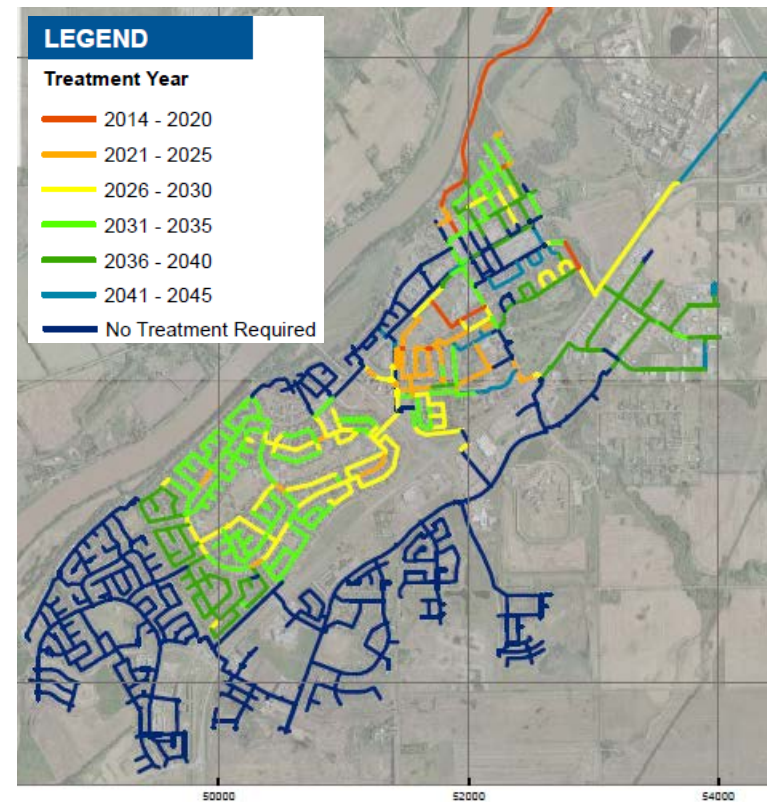 LEGEND
Treatment Year
2014 - 2020
2021 - 2025
2026 - 2030
2031 - 2035
2036 - 2040
2041 - 2045
No Treatment Required
50000
52000
54000